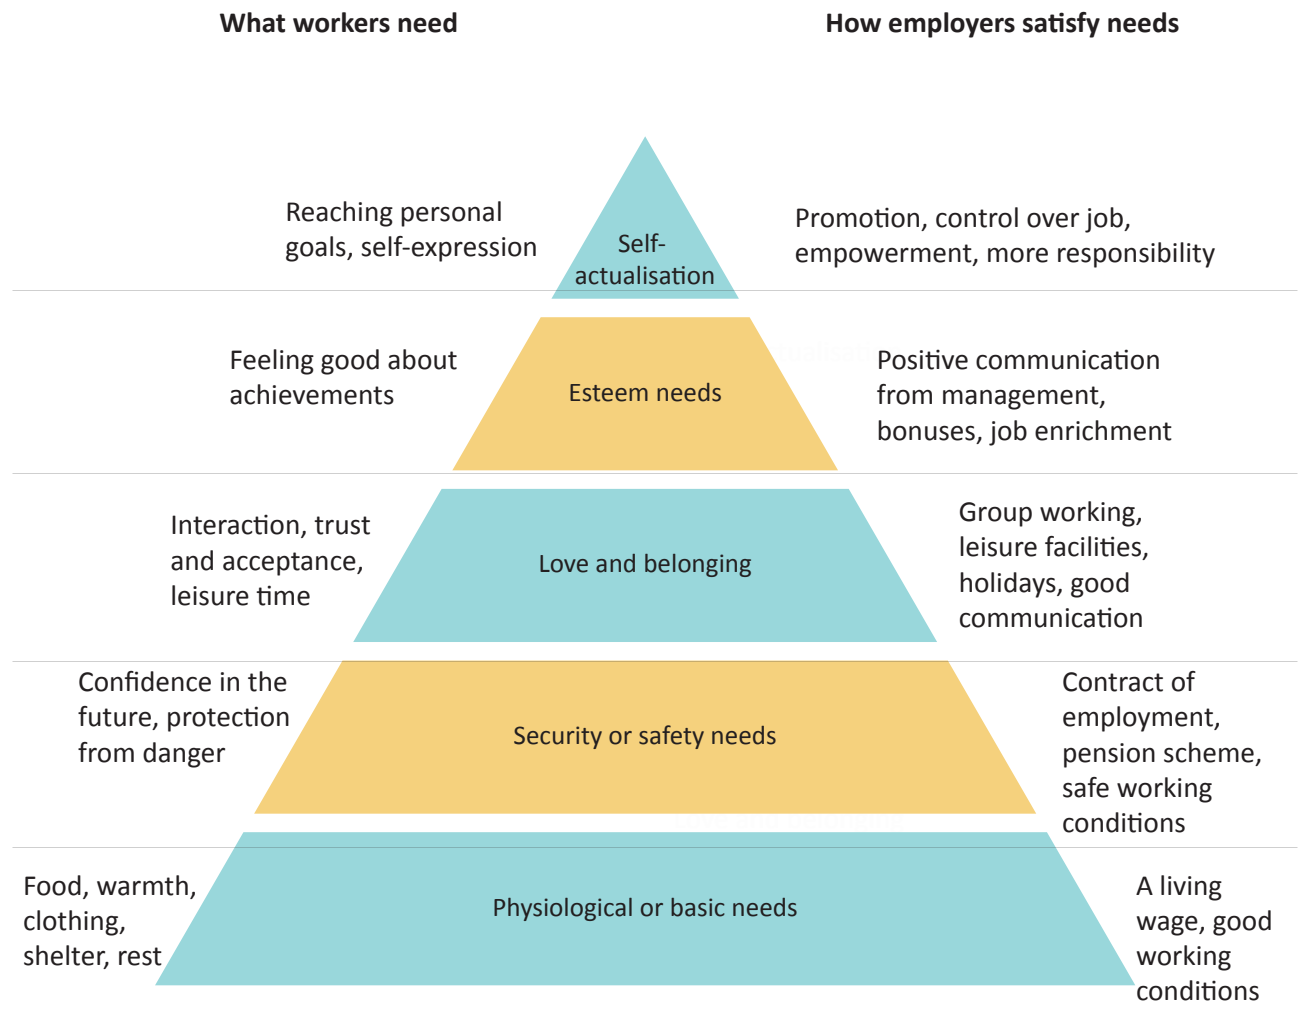 What workers need
How employers satisfy needs
Reaching personal
goals, self-expression
Self-
actualisation
Promotion, control over job,
empowerment, more responsibility
Feeling good about
achievements
Esteem needs
Positive communication
from management,
bonuses, job enrichment
Interaction, trust
and acceptance,
leisure time
Love and belonging
Group working,
leisure facilities,
holidays, good
communication
Confidence in the
future, protection
from danger
Security or safety needs
Contract of
employment,
pension scheme,
safe working
conditions
Food, warmth,
clothing,
shelter, rest
Physiological or basic needs
A living
wage, good
working
conditions